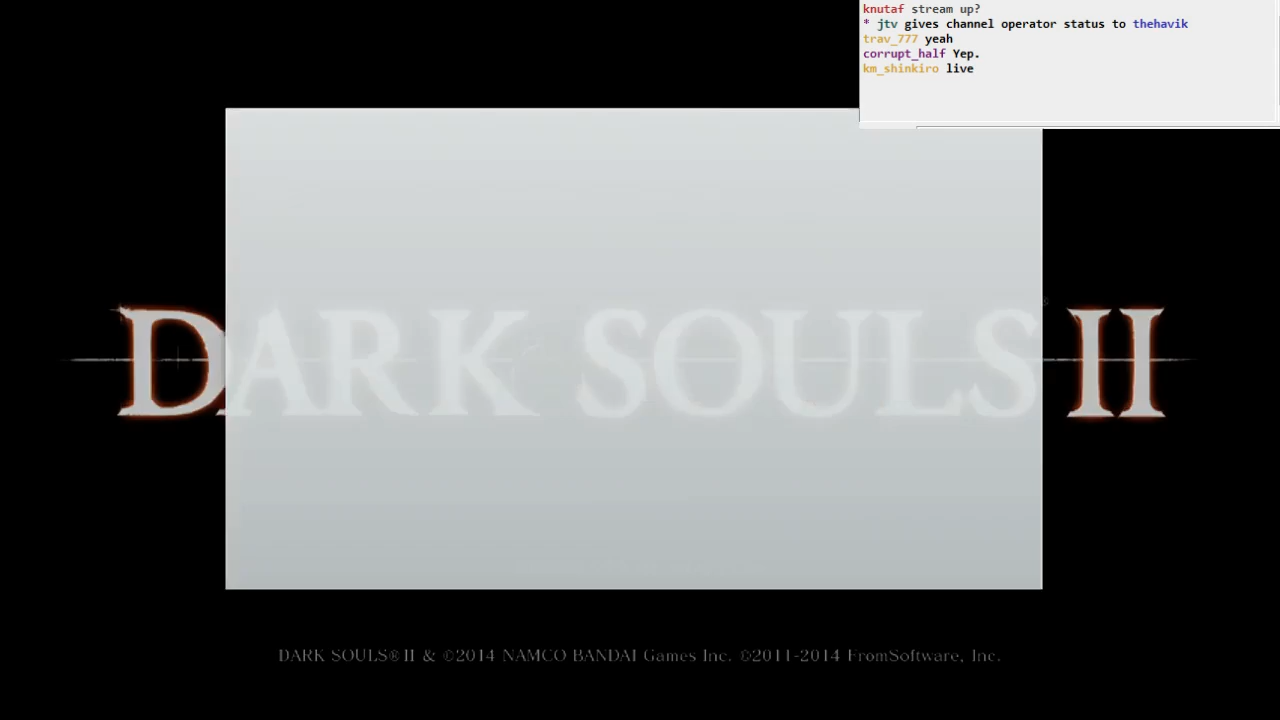 knutaf stream up?
* jtv gives channel operator status to thehavik
trav_777 yeah
corrupt_half Yep.
km_shinkiro live
DARK SOULS® II
DARK SOULS® II & ©2014 NAMCO BANDAI Games Inc. ©2011-2014 FromSoftware, Inc.